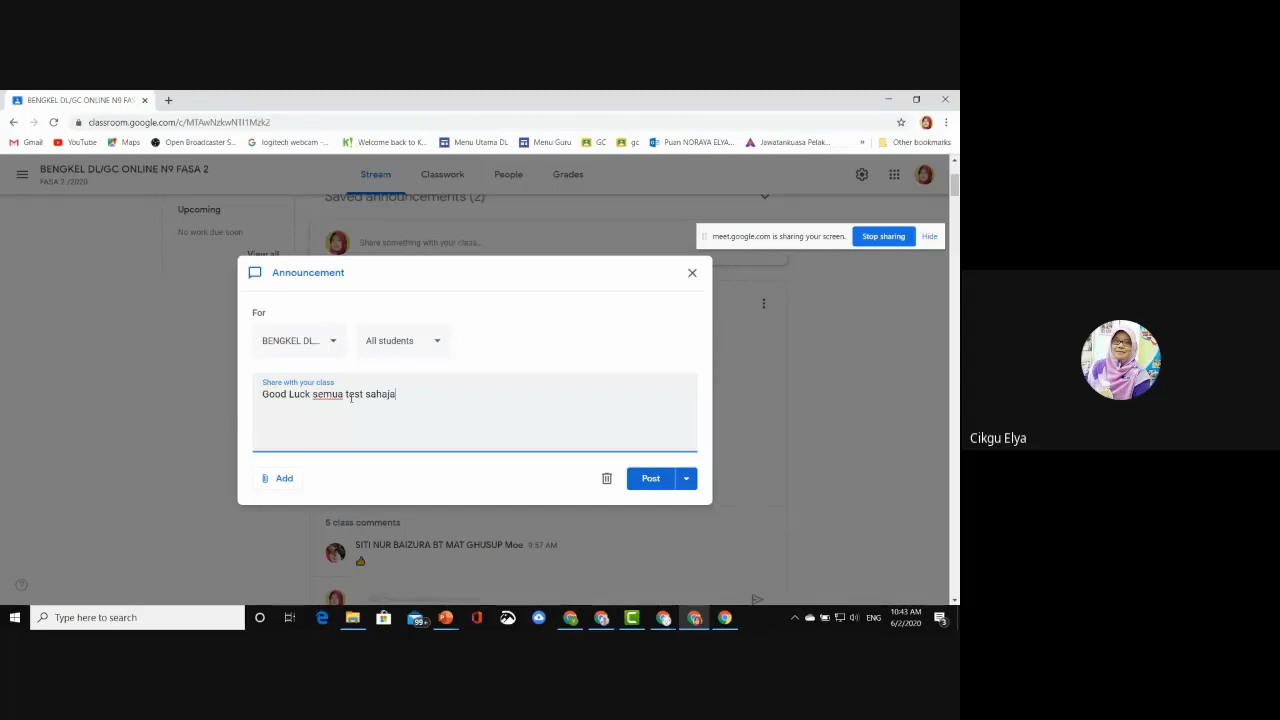 BENGKEL DL/GC ONLINE N9 FAS
classroom.google.com/c/MTAwNzkwNTI1Mzk2
Gmail
YouTube
Maps
Open Broadcaster S...
logitech webcam -...
Welcome back to K...
Menu Utama DL
Menu Guru
GC
gc
Puan NORAYA ELYA...
Jawatankuasa Pelak...
»
Other bookmarks
BENGKEL DL/GC ONLINE N9 FASA 2
FASA 2 /2020
Stream
Classwork
People
Grades
Saved announcements (2)
Upcoming
No work due soon
View all
Share something with your class...
meet.google.com is sharing your screen.
Stop sharing
Hide
Announcement
For
BENGKEL DL...
All students
Share with your class
Good Luck semua test sahaja
Add
Post
5 class comments
SITI NUR BAIZURA BT MAT GHUSUP Moe 9:57 AM
Type here to search
99+
ENG
10:43 AM
6/2/2020
3
Cikgu Elya